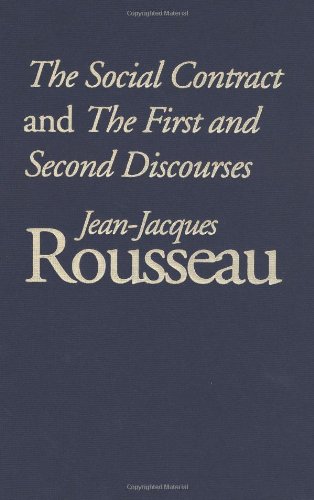 The Social Contract
and The First and
Second Discourses
Jean-Jacques
Rousseau